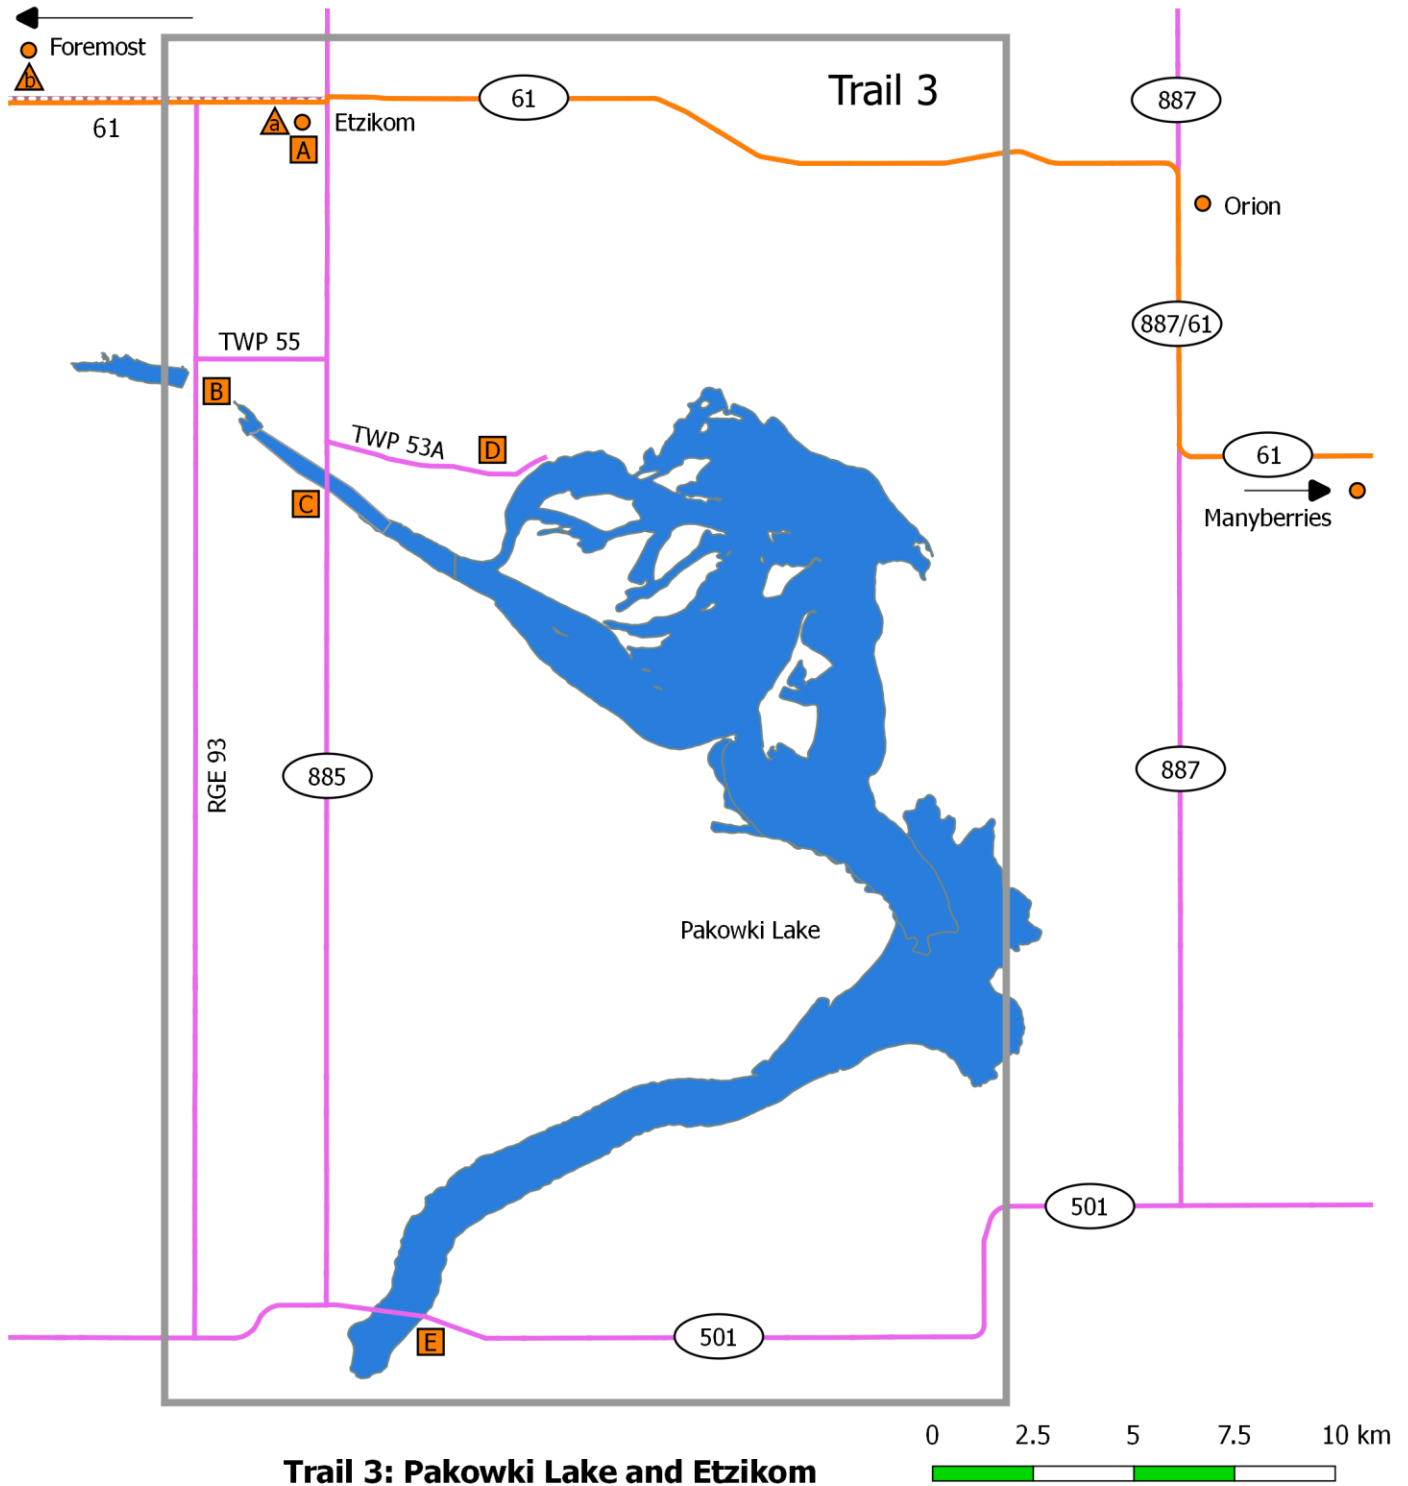 Foremost
b
61
Trail 3
887
61
a
Etzikom
A
Orion
887/61
TWP 55
B
TWP 53A
D
61
C
Manyberries
RGE 93
885
887
Pakowki Lake
501
501
E
0 2.5 5 7.5 10 km
Trail 3: Pakowki Lake and Etzikom